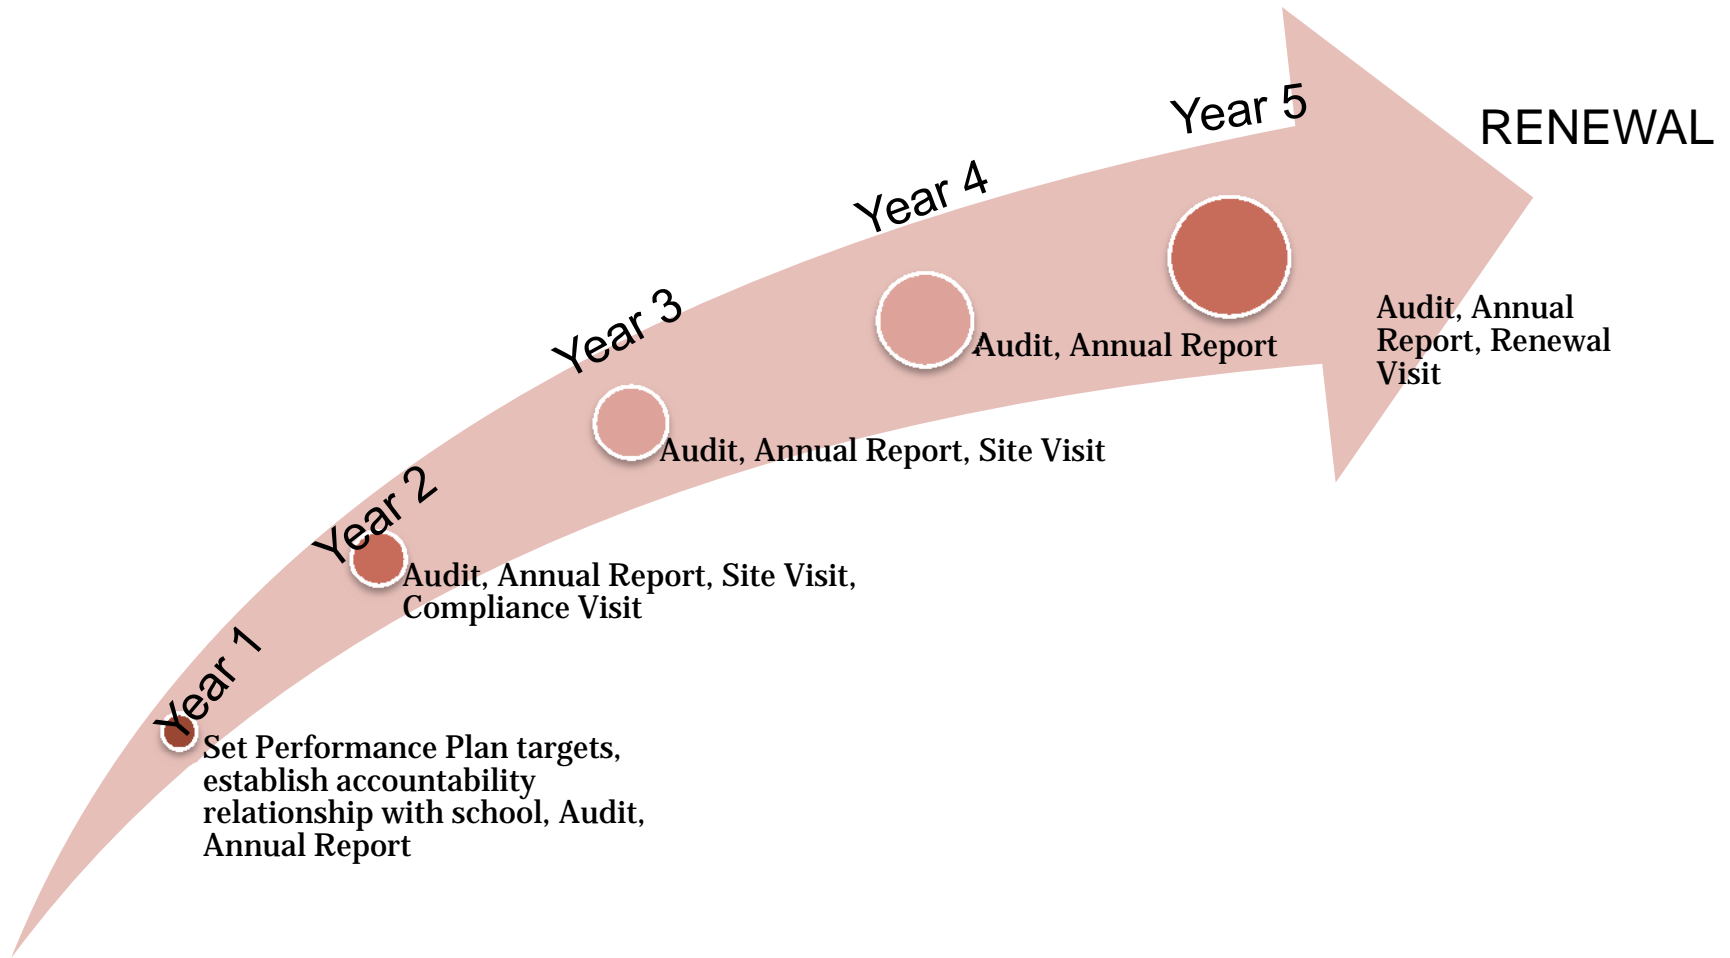 Year 1
Set Performance Plan targets,
establish accountability
relationship with school, Audit,
Annual Report
Year 2
Audit, Annual Report, Site Visit,
Compliance Visit
Year 3
Audit, Annual Report, Site Visit
Year 4
Audit, Annual Report
Year 5
Audit, Annual
Report, Renewal
Visit
RENEWAL